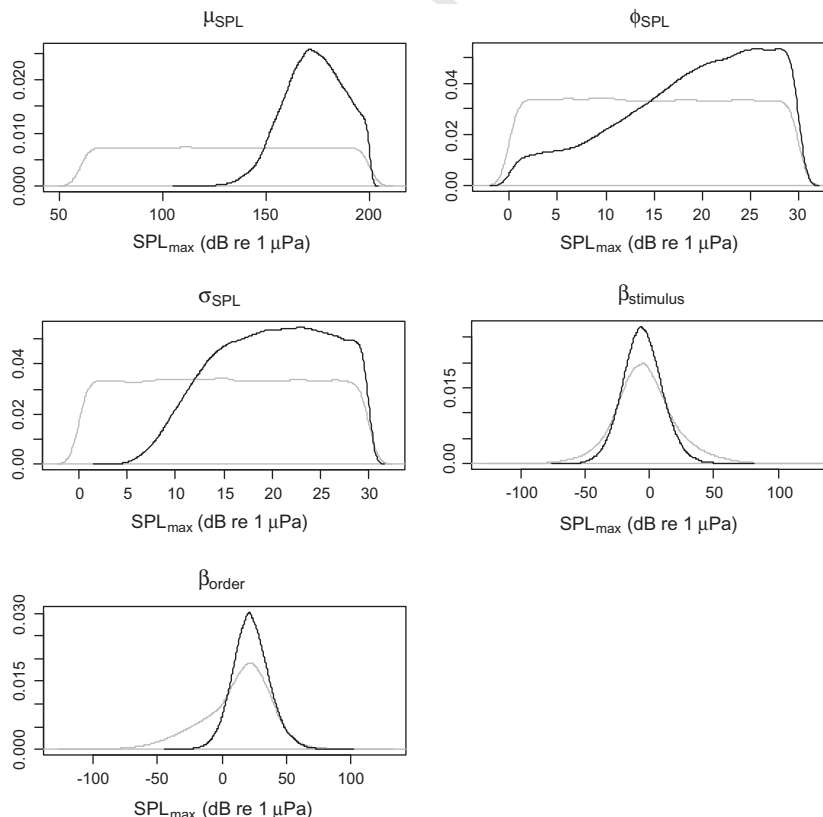 μSPL
0.000 0.010 0.020
50 100 150 200
SPLmax (dB re 1 μPa)
ϕSPL
0.00 0.02 0.04
0 5 10 15 20 25 30
SPLmax (dB re 1 μPa)
σSPL
0.00 0.02 0.04
0 5 10 15 23 25 30
SPLmax (dB re 1 μPa)
βstimulus
0.00 0.015
-100 -50 0 50 100
SPLmax (dB re 1 μPa)
βorder
0.000 0.015 0.030
-100 -50 0 50 100
SPLmax (dB re 1 μPa)